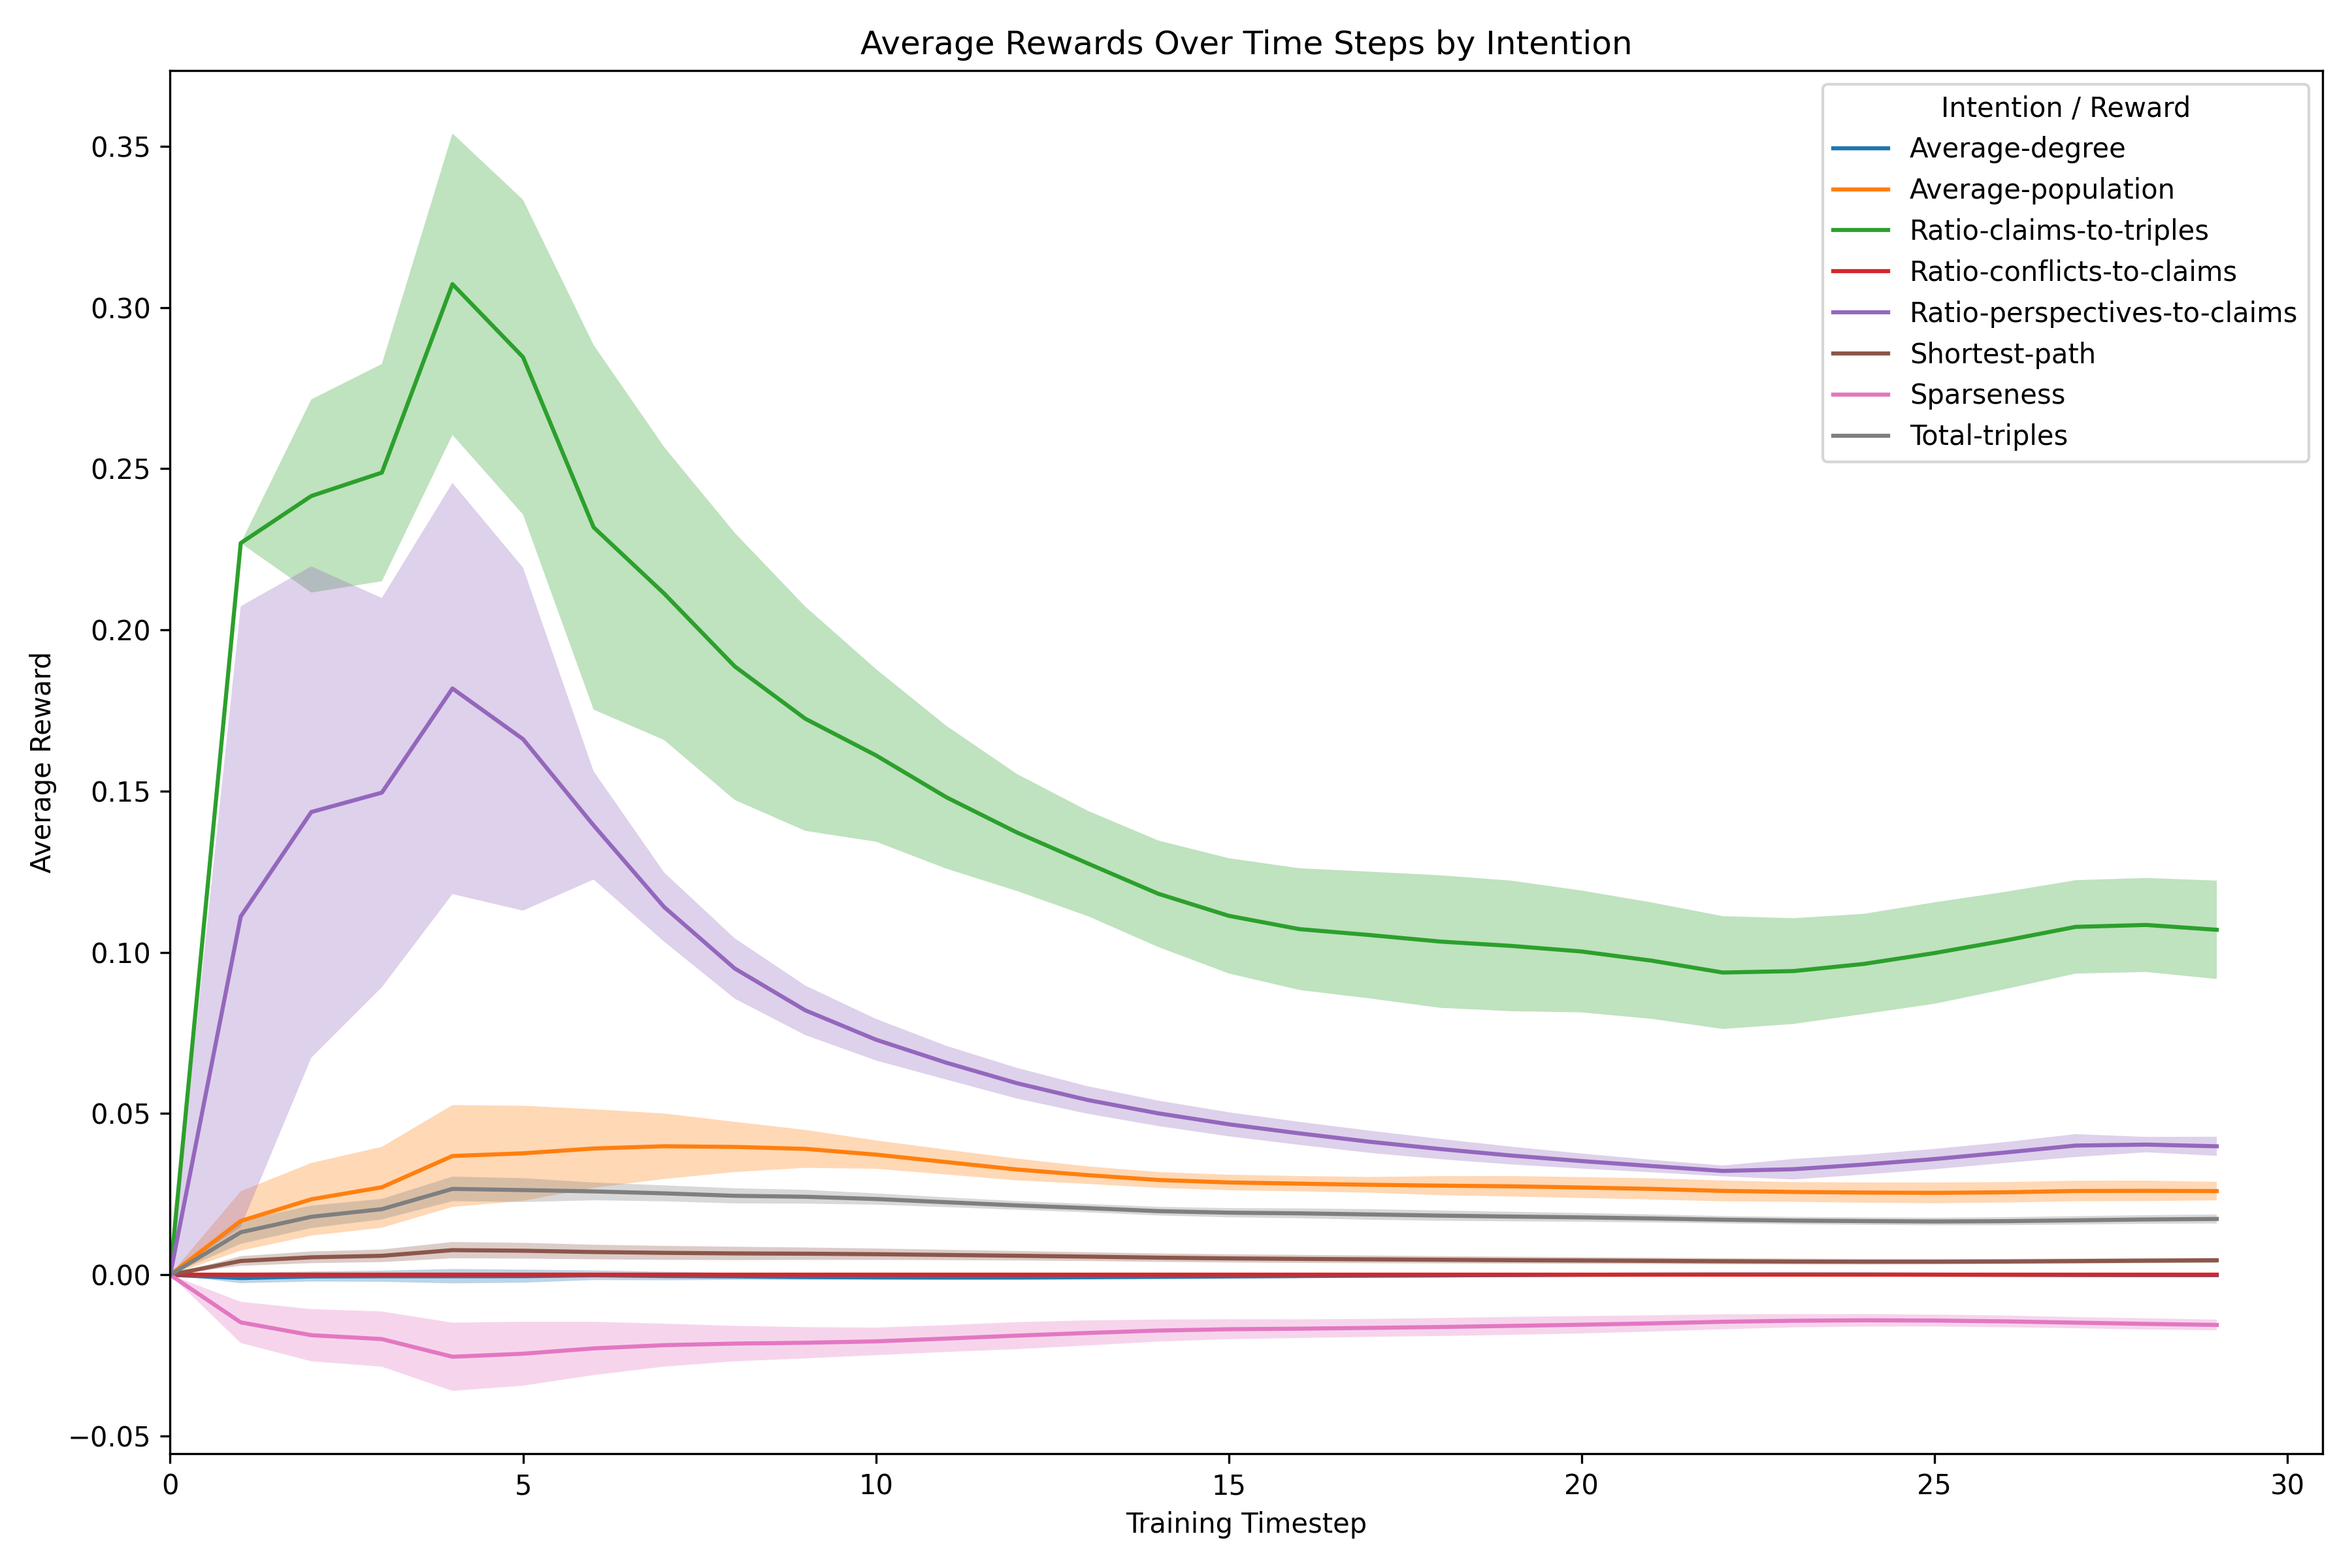 Average Rewards Over Time Steps by Intention
Intention / Reward
Average-degree
Average-population
Ratio-claims-to-triples
Ratio-conflicts-to-claims
Ratio-perspectives-to-claims
Shortest-path
Sparseness
Total-triples
Average Reward
0.35
0.30
0.25
0.20
0.15
0.10
0.05
0.00
−0.05
0 5 10 15 20 25 30
Training Timestep